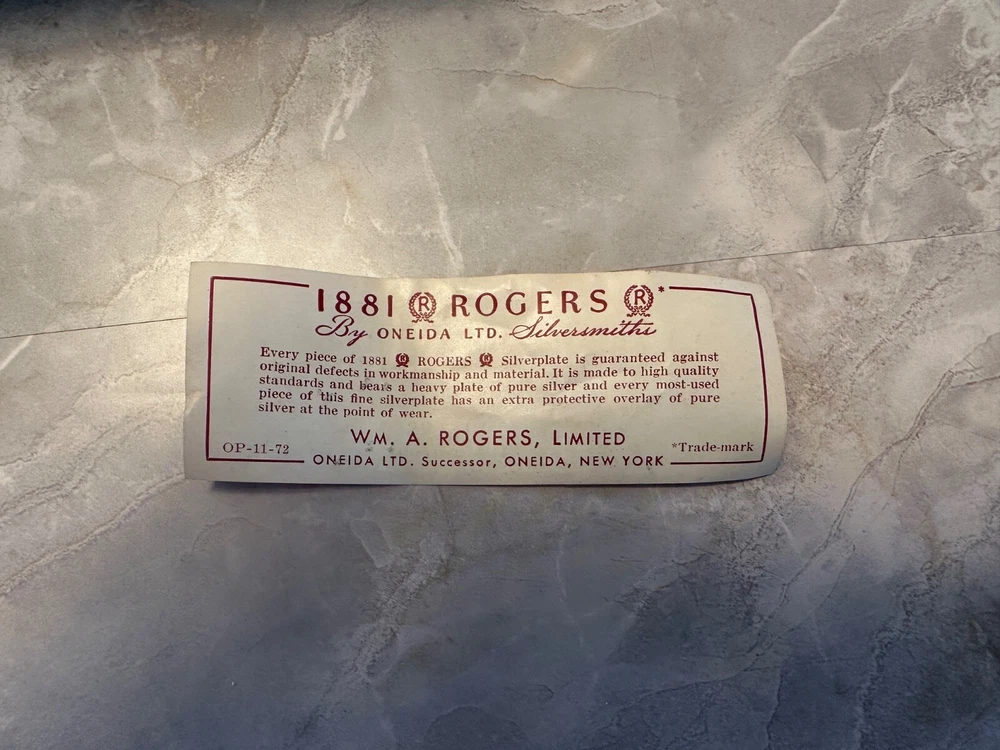 1881 ® ROGERS ®*
By ONEIDA LTD. Silversmiths
Every piece of 1881 ® ROGERS ® Silverplate is guaranteed against
original defects in workmanship and material. It is made to high quality
standards and bears a heavy plate of pure silver and every most-used
piece of this fine silverplate has an extra protective overlay of pure
silver at the point of wear.
WM. A. ROGERS, LIMITED
OP-11-72
*Trade-mark
ONEIDA LTD. Successor, ONEIDA, NEW YORK